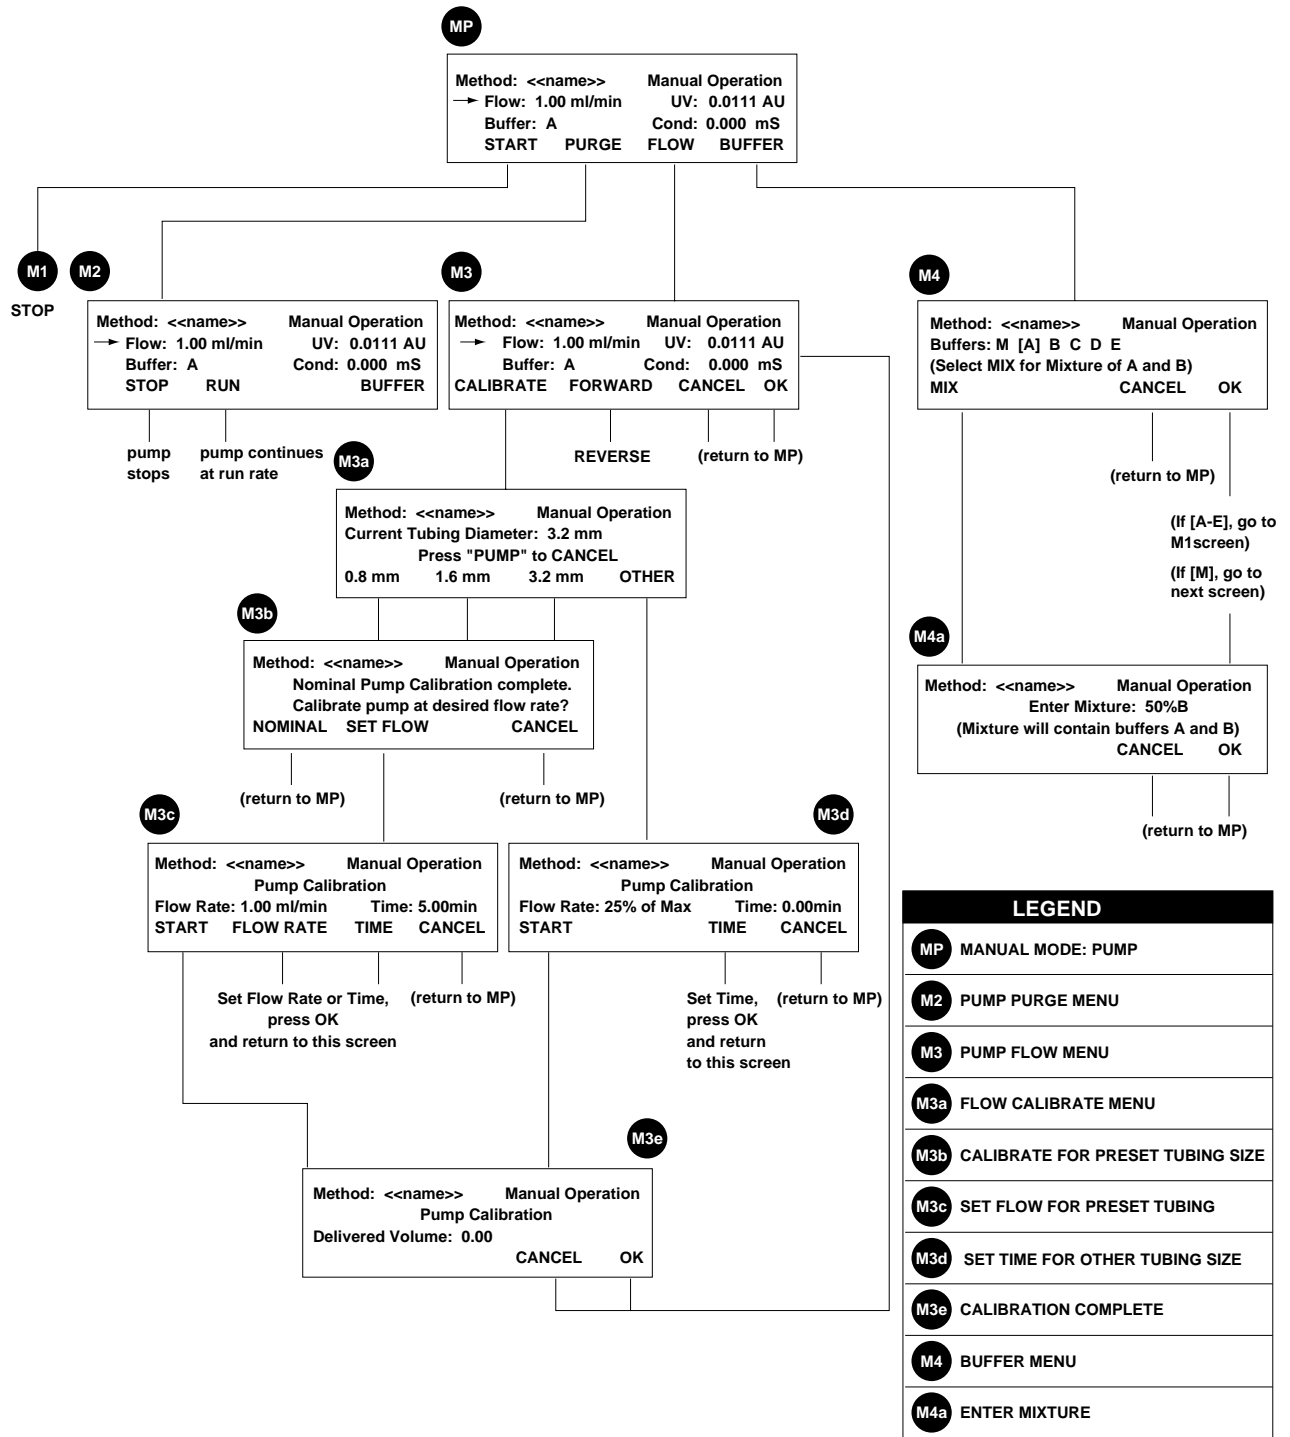 MP
Method: <<name>> Manual Operation
Flow: 1.00 ml/min UV: 0.0111 AU
Buffer: A Cond: 0.000 mS
START PURGE FLOW BUFFER
M1
STOP
M2
Method: <<name>> Manual Operation
Flow: 1.00 ml/min UV: 0.0111 AU
Buffer: A Cond: 0.000 mS
STOP RUN BUFFER
pump
stops
pump continues
at run rate
M3
Method: <<name>> Manual Operation
Flow: 1.00 ml/min UV: 0.0111 AU
Buffer: A Cond: 0.000 mS
CALIBRATE FORWARD CANCEL OK
REVERSE
(return to MP)
M4
Method: <<name>> Manual Operation
Buffers: M [A] B C D E
(Select MIX for Mixture of A and B)
MIX CANCEL OK
(return to MP)
(If [A-E], go to
M1screen)
(If [M], go to
next screen)
M3a
Method: <<name>> Manual Operation
Current Tubing Diameter: 3.2 mm
Press "PUMP" to CANCEL
0.8 mm 1.6 mm 3.2 mm OTHER
M3b
Method: <<name>> Manual Operation
Nominal Pump Calibration complete.
Calibrate pump at desired flow rate?
NOMINAL SET FLOW CANCEL
(return to MP)
(return to MP)
M4a
Method: <<name>> Manual Operation
Enter Mixture: 50%B
(Mixture will contain buffers A and B)
CANCEL OK
(return to MP)
M3c
Method: <<name>> Manual Operation
Pump Calibration
Flow Rate: 1.00 ml/min Time: 5.00min
START FLOW RATE TIME CANCEL
Set Flow Rate or Time,
press OK
and return to this screen
(return to MP)
M3d
Method: <<name>> Manual Operation
Pump Calibration
Flow Rate: 25% of Max Time: 0.00min
START TIME CANCEL
Set Time,
press OK
and return
to this screen
(return to MP)
M3e
Method: <<name>> Manual Operation
Pump Calibration
Delivered Volume: 0.00
CANCEL OK
LEGEND
MP MANUAL MODE: PUMP
M2 PUMP PURGE MENU
M3 PUMP FLOW MENU
M3a FLOW CALIBRATE MENU
M3b CALIBRATE FOR PRESET TUBING SIZE
M3c SET FLOW FOR PRESET TUBING
M3d SET TIME FOR OTHER TUBING SIZE
M3e CALIBRATION COMPLETE
M4 BUFFER MENU
M4a ENTER MIXTURE